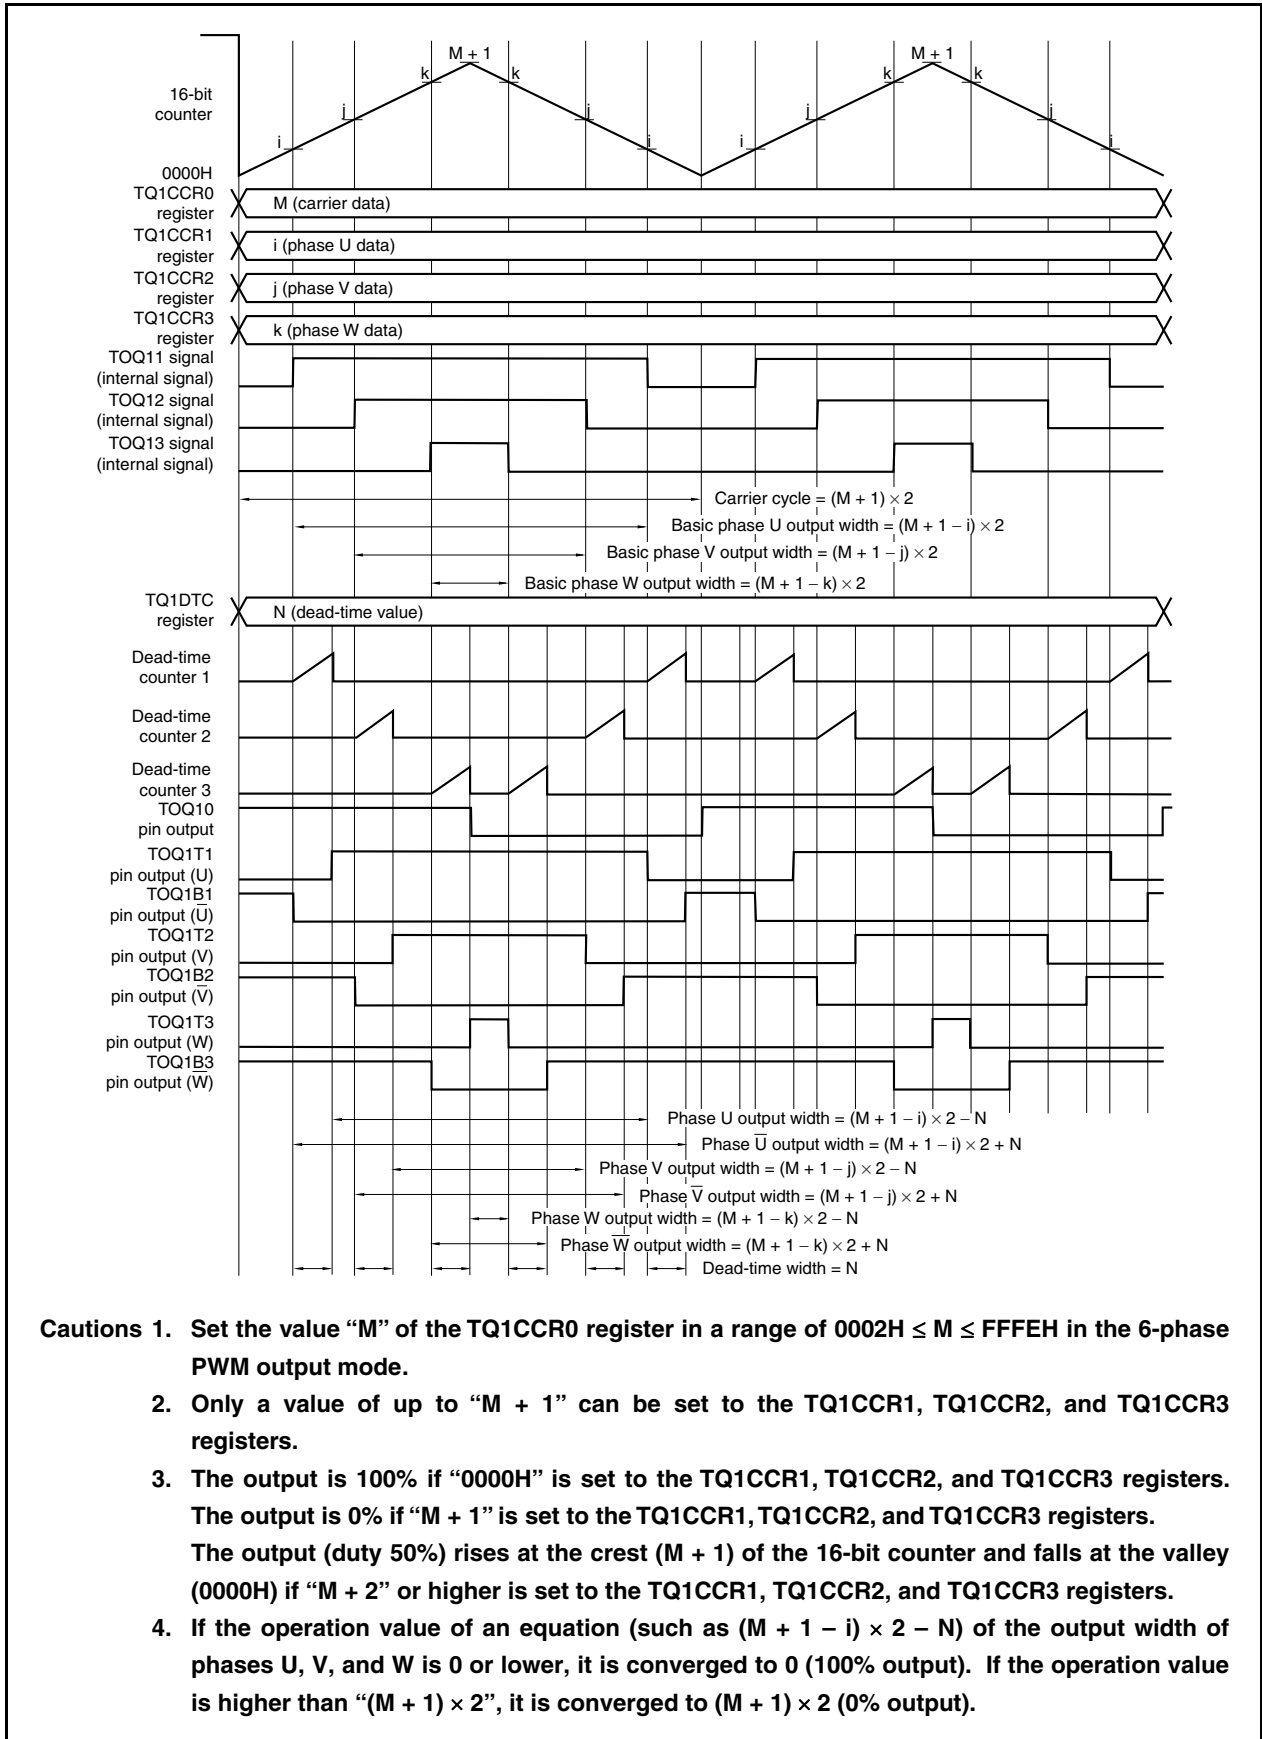 M + 1
M + 1
k
k
k
k
16-bit
counter
j
j
j
j
i
i
i
i
0000H
TQ1CCR0
register
M (carrier data)
TQ1CCR1
register
i (phase U data)
TQ1CCR2
register
j (phase V data)
TQ1CCR3
register
k (phase W data)
TOQ11 signal
(internal signal)
TOQ12 signal
(internal signal)
TOQ13 signal
(internal signal)
Carrier cycle = (M + 1) × 2
Basic phase U output width = (M + 1 − i) × 2
Basic phase V output width = (M + 1 − j) × 2
Basic phase W output width = (M + 1 − k) × 2
TQ1DTC
register
N (dead-time value)
Dead-time
counter 1
Dead-time
counter 2
Dead-time
counter 3
TOQ10
pin output
TOQ1T1
pin output (U)
TOQ1B1
pin output (U̅)
TOQ1T2
pin output (V)
TOQ1B2
pin output (V̅)
TOQ1T3
pin output (W)
TOQ1B3
pin output (W̅)
Phase U output width = (M + 1 − i) × 2 − N
Phase U̅ output width = (M + 1 − i) × 2 + N
Phase V output width = (M + 1 − j) × 2 − N
Phase V̅ output width = (M + 1 − j) × 2 + N
Phase W output width = (M + 1 − k) × 2 − N
Phase W̅ output width = (M + 1 − k) × 2 + N
Dead-time width = N
Cautions 1. Set the value “M” of the TQ1CCR0 register in a range of 0002H ≤ M ≤ FFFEH in the 6-phase
PWM output mode.
2. Only a value of up to “M + 1” can be set to the TQ1CCR1, TQ1CCR2, and TQ1CCR3
registers.
3. The output is 100% if “0000H” is set to the TQ1CCR1, TQ1CCR2, and TQ1CCR3 registers.
The output is 0% if “M + 1” is set to the TQ1CCR1, TQ1CCR2, and TQ1CCR3 registers.
The output (duty 50%) rises at the crest (M + 1) of the 16-bit counter and falls at the valley
(0000H) if “M + 2” or higher is set to the TQ1CCR1, TQ1CCR2, and TQ1CCR3 registers.
4. If the operation value of an equation (such as (M + 1 – i) × 2 – N) of the output width of
phases U, V, and W is 0 or lower, it is converged to 0 (100% output). If the operation value
is higher than “(M + 1) × 2”, it is converged to (M + 1) × 2 (0% output).